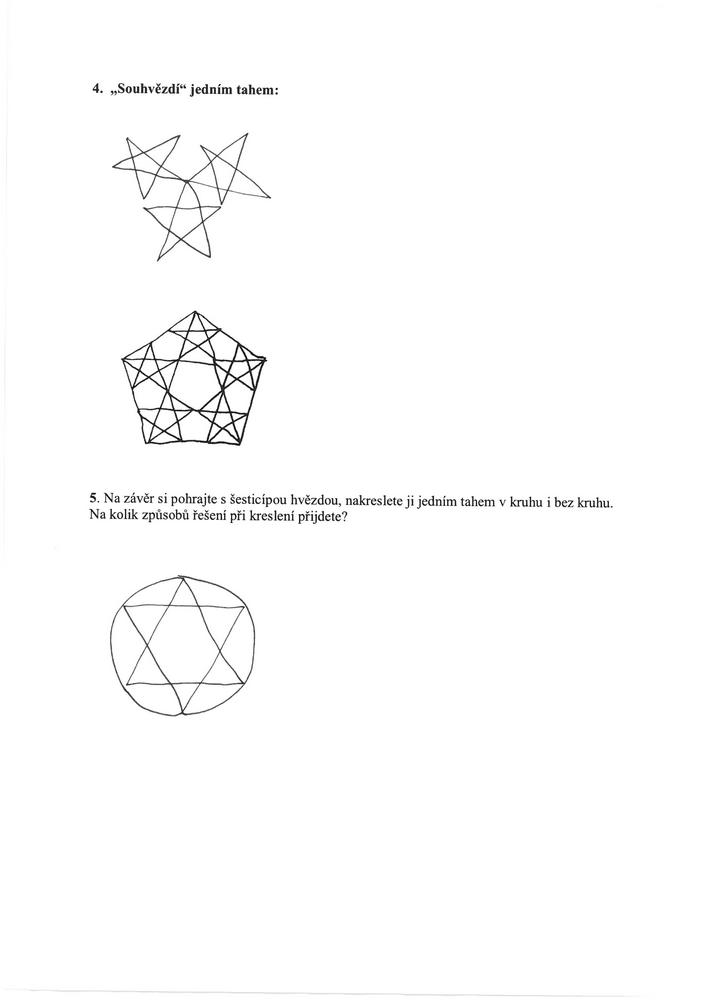 4. „Souhvězdí“ jedním tahem:
5. Na závěr si pohrajte s šesticípou hvězdou, nakreslete ji jedním tahem v kruhu i bez kruhu.
Na kolik způsobů řešení při kreslení přijdete?